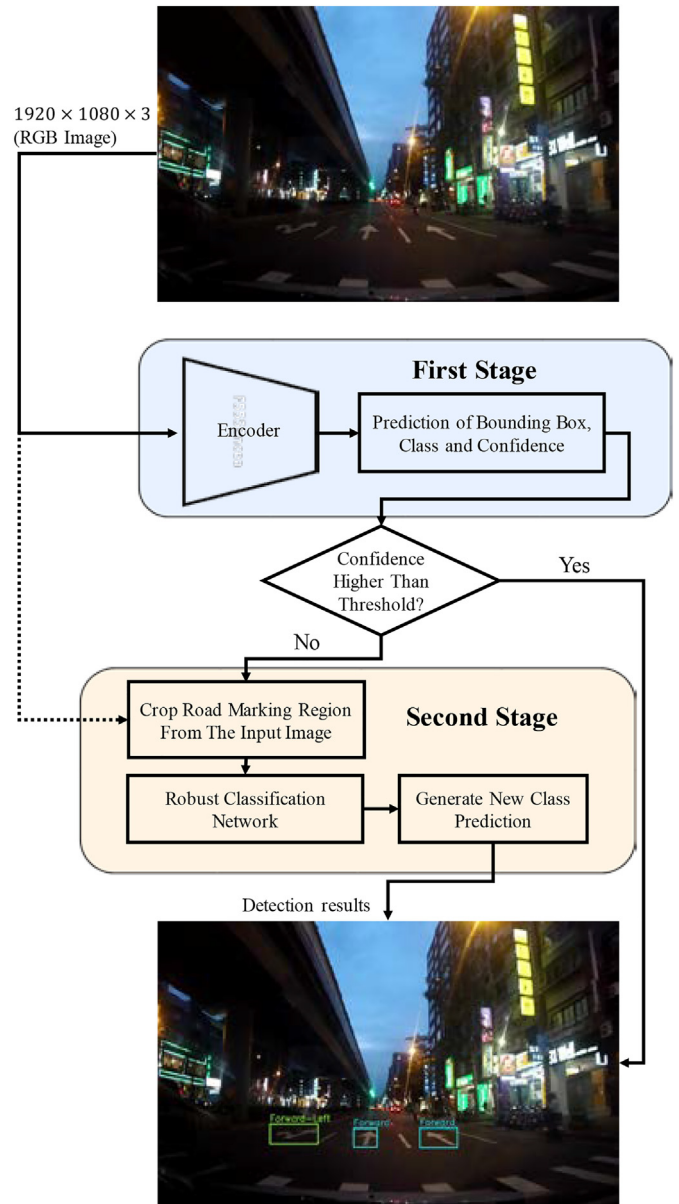 1920 × 1080 × 3
(RGB Image)
First Stage
Encoder
Prediction of Bounding Box,
Class and Confidence
Confidence
Higher Than
Threshold?
Yes
No
Second Stage
Crop Road Marking Region
From The Input Image
Robust Classification
Network
Generate New Class
Prediction
Detection results
Forward-Left
Forward
Forward